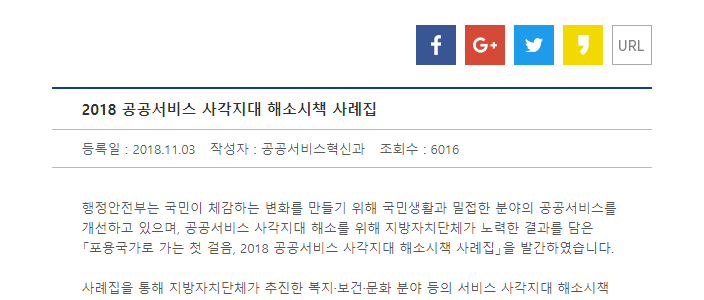 f G+ URL
2018 공공서비스 사각지대 해소시책 사례집
등록일 : 2018.11.03 작성자 : 공공서비스혁신과 조회수 : 6016
행정안전부는 국민이 체감하는 변화를 만들기 위해 국민생활과 밀접한 분야의 공공서비스를
개선하고 있으며, 공공서비스 사각지대 해소를 위해 지방자치단체가 노력한 결과를 담은
「포용국가로 가는 첫 걸음, 2018 공공서비스 사각지대 해소시책 사례집」을 발간하였습니다.
사례집을 통해 지방자치단체가 추진한 복지·보건·문화 분야 등의 서비스 사각지대 해소시책